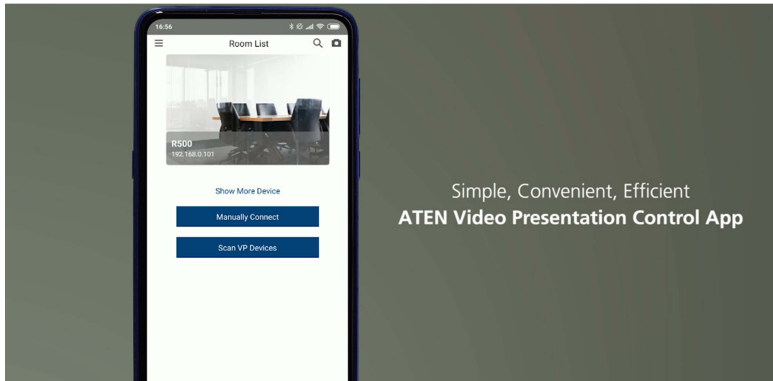 16:56
Room List
R500
192.168.0.101
Show More Device
Manually Connect
Scan VP Devices
Simple, Convenient, Efficient
ATEN Video Presentation Control App